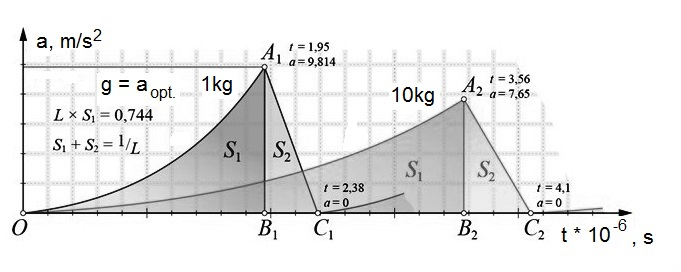 a, m/s²
A₁ t = 1,95
a = 9,814
g = a opt. 1kg
L × S₁ = 0,744
S₁ + S₂ = 1/L
10kg
A₂ t = 3,56
a = 7,65
S₁ S₂
S₁ S₂
t = 2,38
a = 0
t = 4,1
a = 0
O B₁ C₁ B₂ C₂ t * 10⁻⁶, s